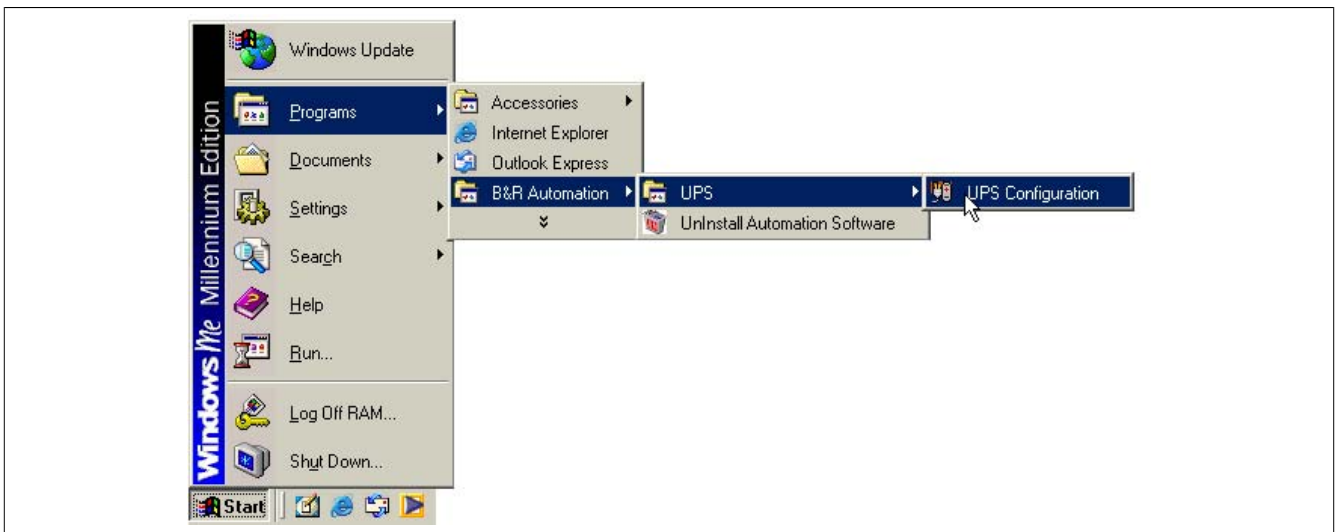 Windows Me Millennium Edition
Windows Update
Programs
Documents
Settings
Search
Help
Run...
Log Off RAM...
Shut Down...
Accessories
Internet Explorer
Outlook Express
B&R Automation
UPS
UnInstall Automation Software
UPS Configuration
Start